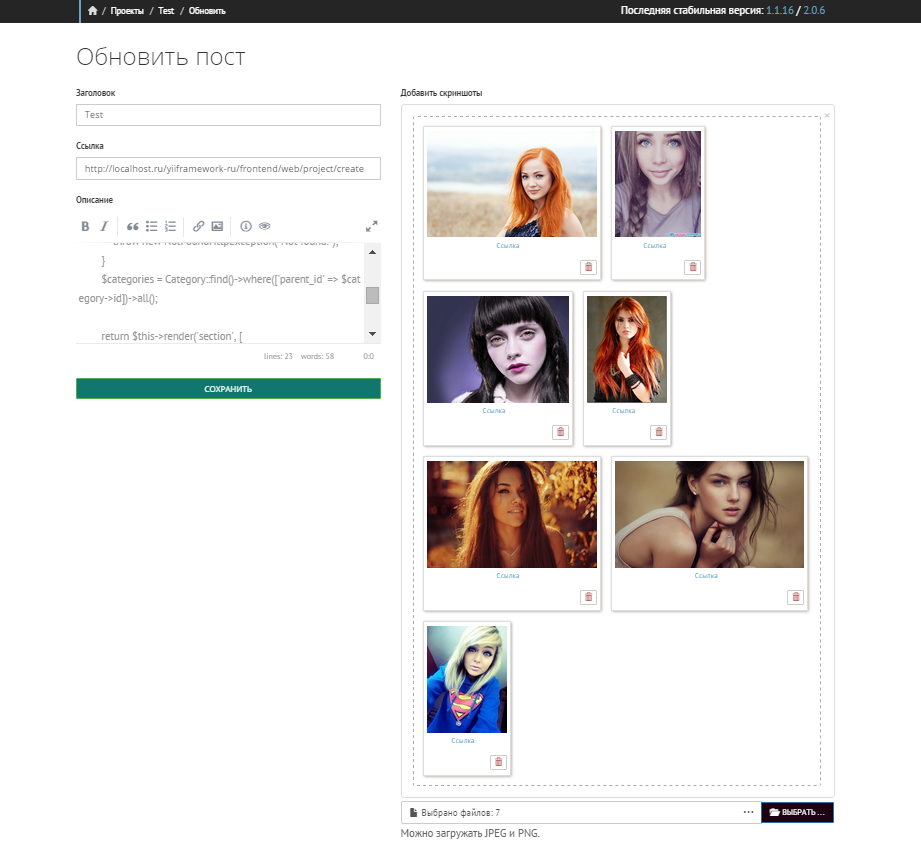 / Проекты / Test / Обновить
Последняя стабильная версия: 1.1.16 / 2.0.6
Обновить пост
Заголовок
Test
Ссылка
http://localhost.ru/yiiframework-ru/frontend/web/project/create
Описание
}
$categories = Category::find()->where(['parent_id' => $cat
egory->id])->all();
return $this->render('section', [
lines: 23 words: 58 0:0
СОХРАНИТЬ
Добавить скриншоты
×
Ссылка
Ссылка
Ссылка
Ссылка
Ссылка
Ссылка
Ссылка
Выбрано файлов: 7
ВЫБРАТЬ ...
Можно загружать JPEG и PNG.